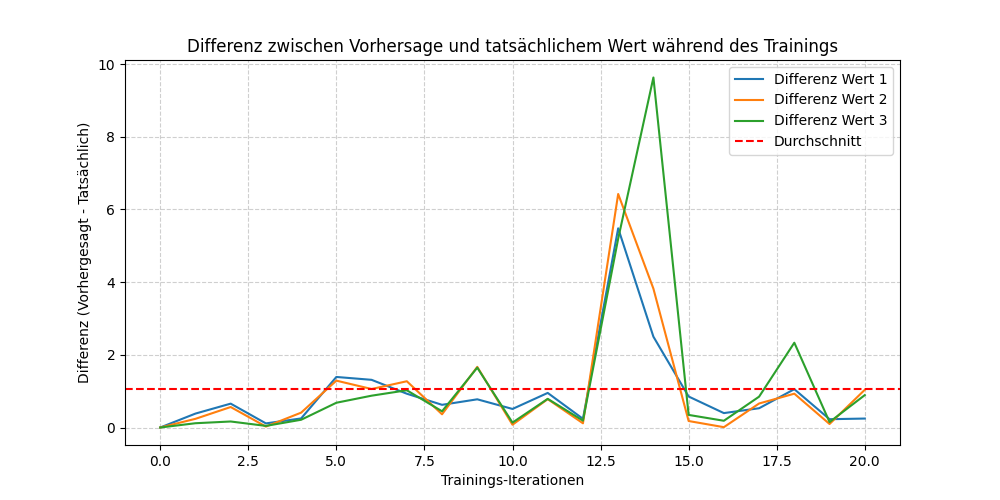 Differenz zwischen Vorhersage und tatsächlichem Wert während des Trainings
Differenz (Vorhergesagt - Tatsächlich)
10
8
6
4
2
0
Differenz Wert 1
Differenz Wert 2
Differenz Wert 3
Durchschnitt
0.0 2.5 5.0 7.5 10.0 12.5 15.0 17.5 20.0
Trainings-Iterationen